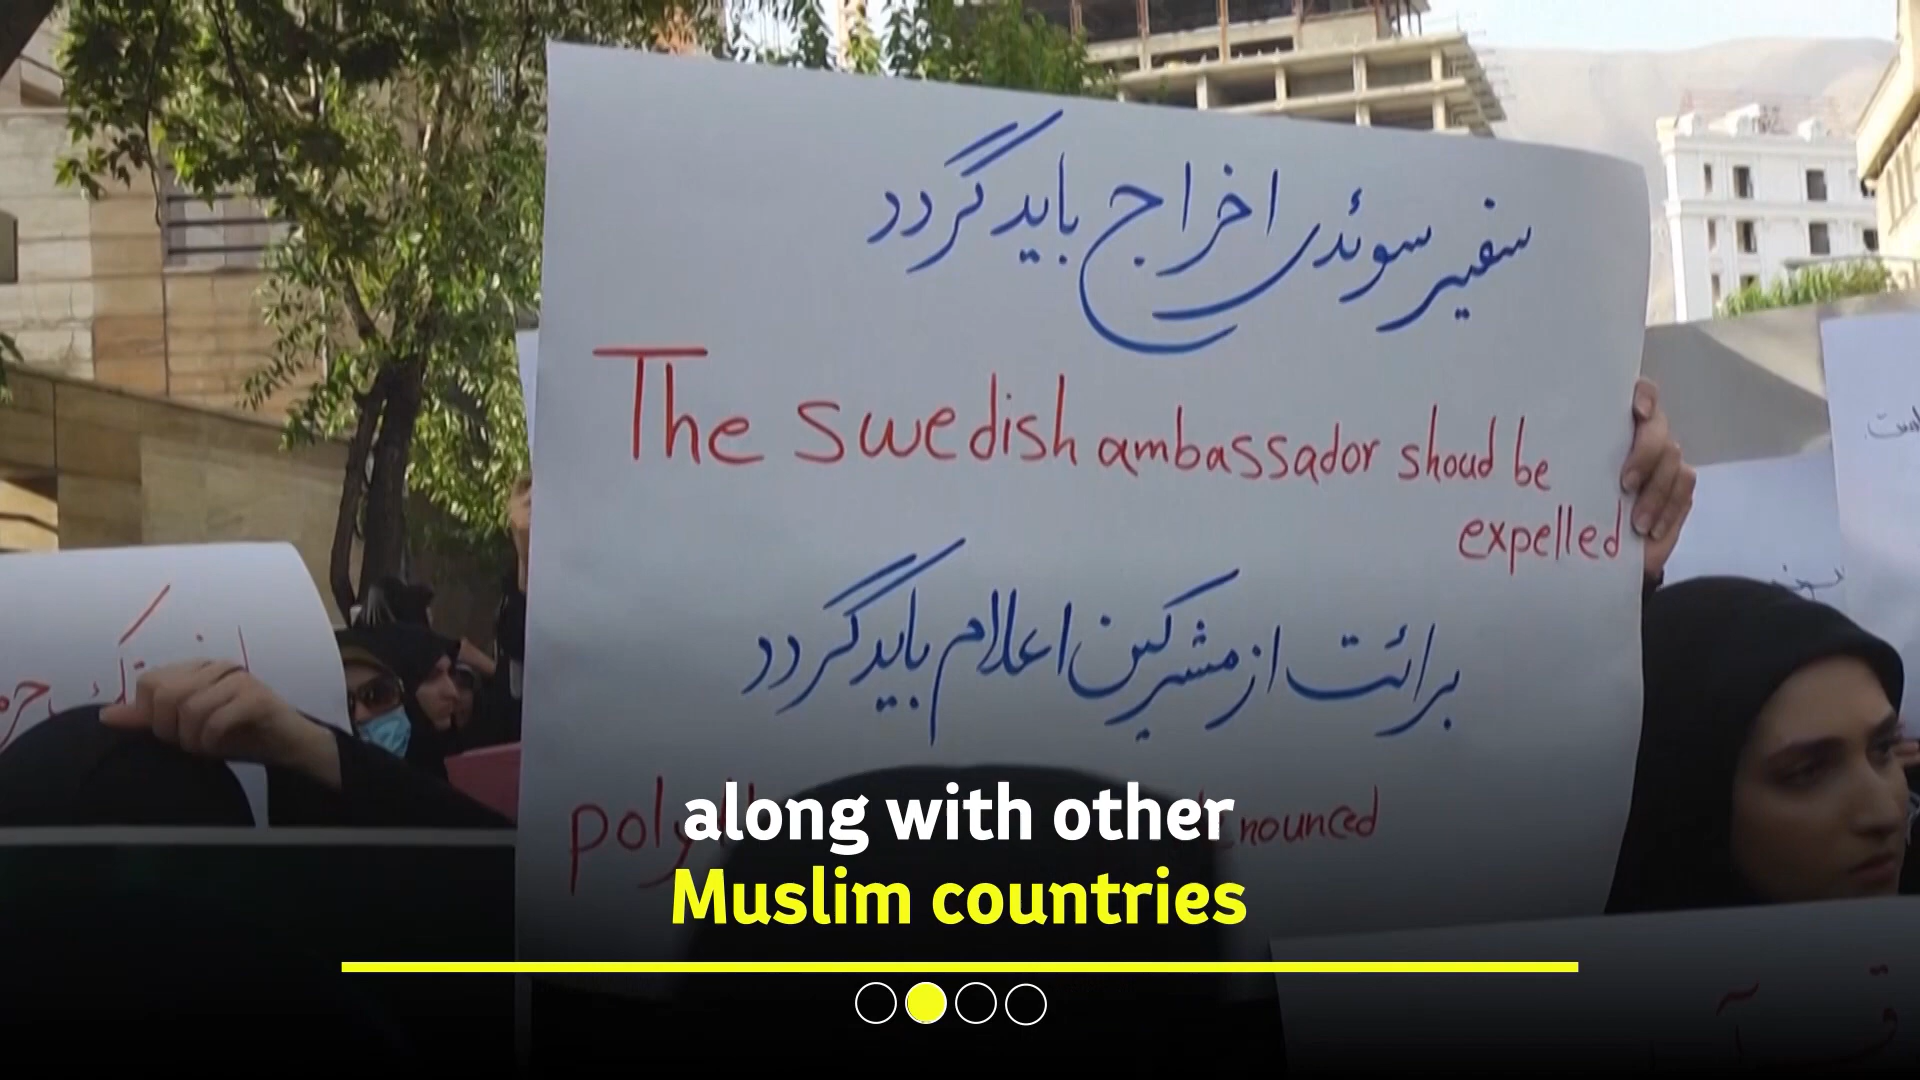 سفیر سوئدی اخراج باید گردد
The Swedish ambassador shoud be
expelled
برائت از مشرکین اعلام باید گردد
along with other
Muslim countries